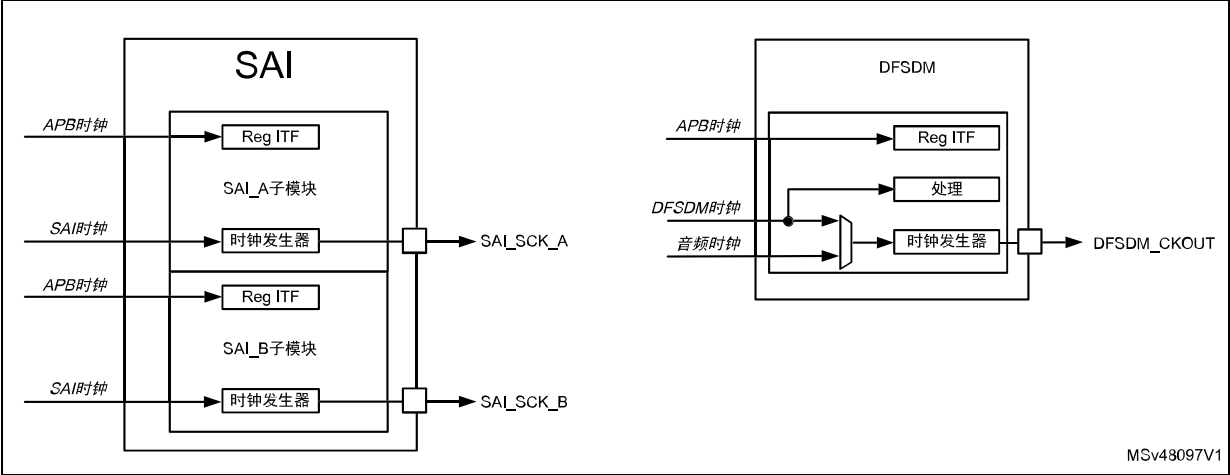 SAI
APB时钟
Reg ITF
SAI_A子模块
SAI时钟
时钟发生器
SAI_SCK_A
APB时钟
Reg ITF
SAI_B子模块
SAI时钟
时钟发生器
SAI_SCK_B
DFSDM
APB时钟
Reg ITF
处理
DFSDM时钟
音频时钟
时钟发生器
DFSDM_CKOUT
MSv48097V1